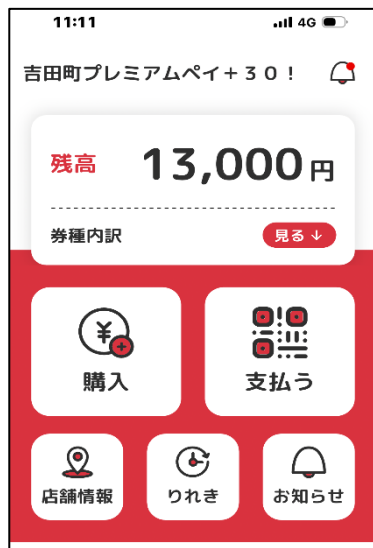 11:11 4G
吉田町プレミアムペイ+30!
残高 13,000円
券種内訳 見る↓
購入 支払う
店舗情報 りれき お知らせ